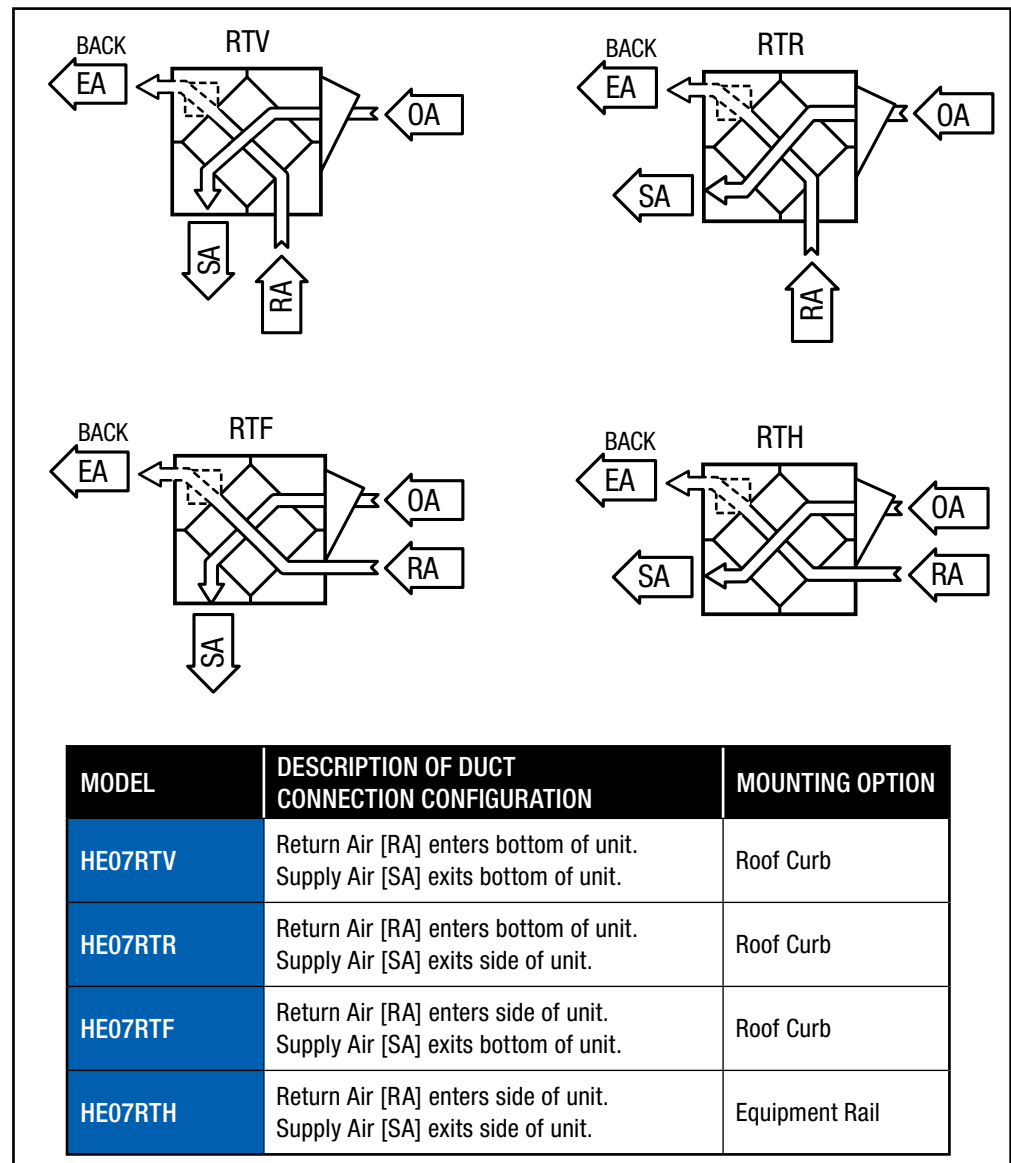 RTV
BACK
EA
OA
SA
RA
RTR
BACK
EA
OA
SA
RA
RTF
BACK
EA
OA
RA
SA
RTH
BACK
EA
OA
SA
RA
MODEL
DESCRIPTION OF DUCT
CONNECTION CONFIGURATION
MOUNTING OPTION
HE07RTV
Return Air [RA] enters bottom of unit.
Supply Air [SA] exits bottom of unit.
Roof Curb
HE07RTR
Return Air [RA] enters bottom of unit.
Supply Air [SA] exits side of unit.
Roof Curb
HE07RTF
Return Air [RA] enters side of unit.
Supply Air [SA] exits bottom of unit.
Roof Curb
HE07RTH
Return Air [RA] enters side of unit.
Supply Air [SA] exits side of unit.
Equipment Rail